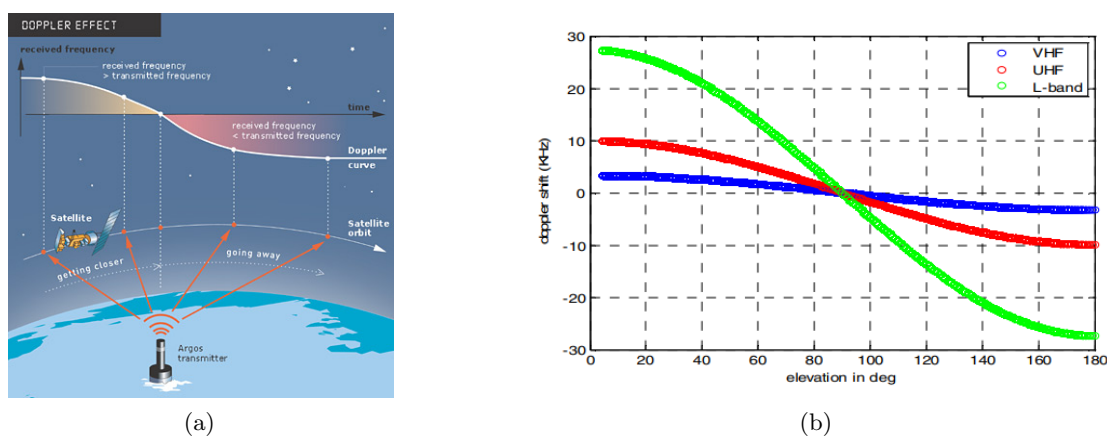 DOPPLER EFFECT
received frequency
received frequency
> transmitted frequency
time
received frequency
< transmitted frequency
Doppler
curve
Satellite
Satellite
orbit
getting closer
going away
Argos
transmitter
(a)
30
20
10
0
-10
-20
-30
doppler shift (KHz)
VHF
UHF
L-band
0
20
40
60
80
100
120
140
160
180
elevation in deg
(b)